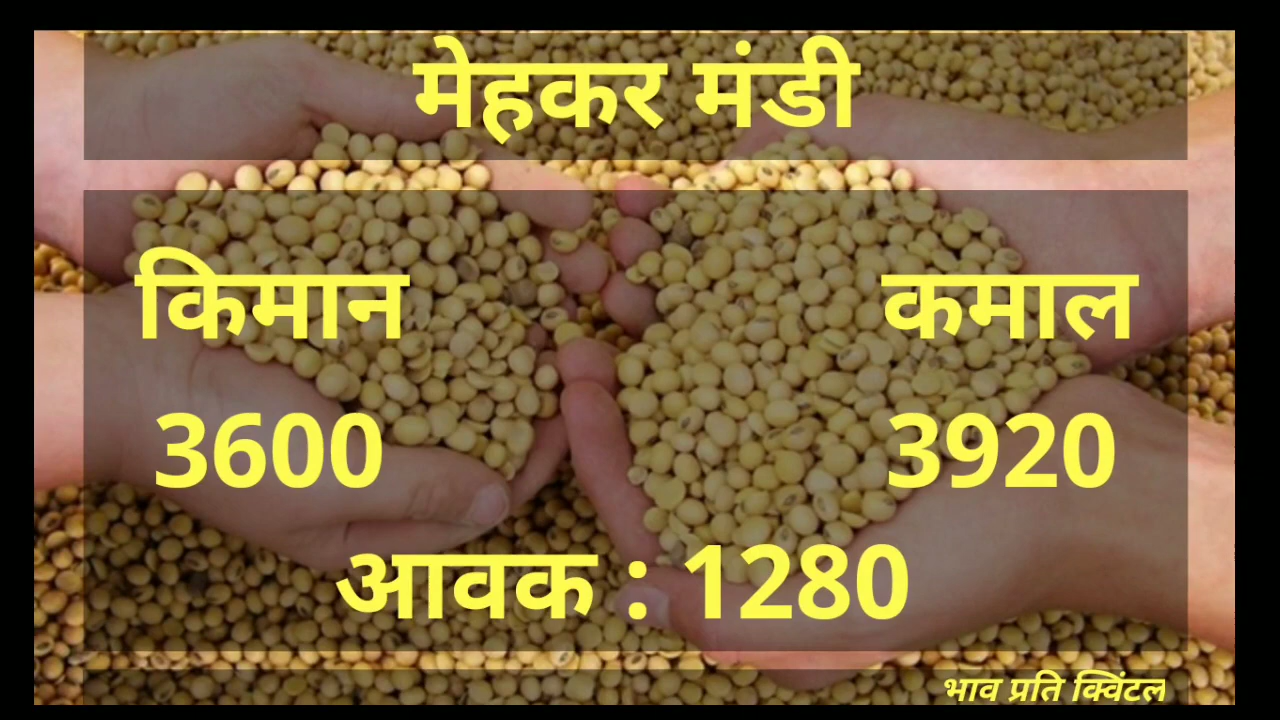 मेहकर मंडी
किमान कमाल
3600 3920
आवक : 1280
भाव प्रति क्विंटल